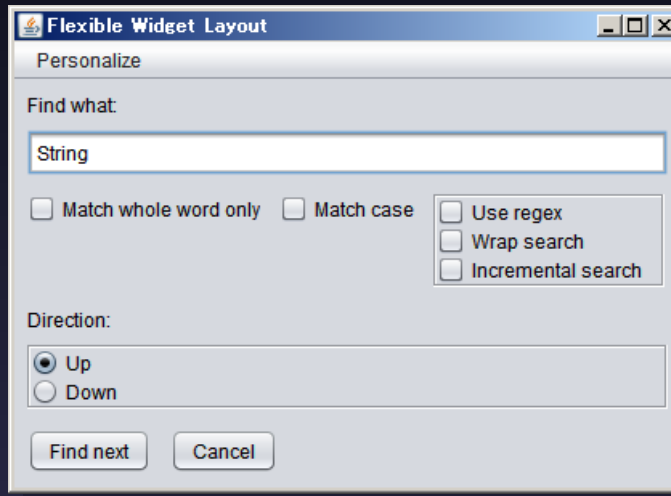 Flexible Widget Layout
Personalize
Find what:
String
Match whole word only Match case Use regex
Wrap search
Incremental search
Direction:
Up
Down
Find next Cancel